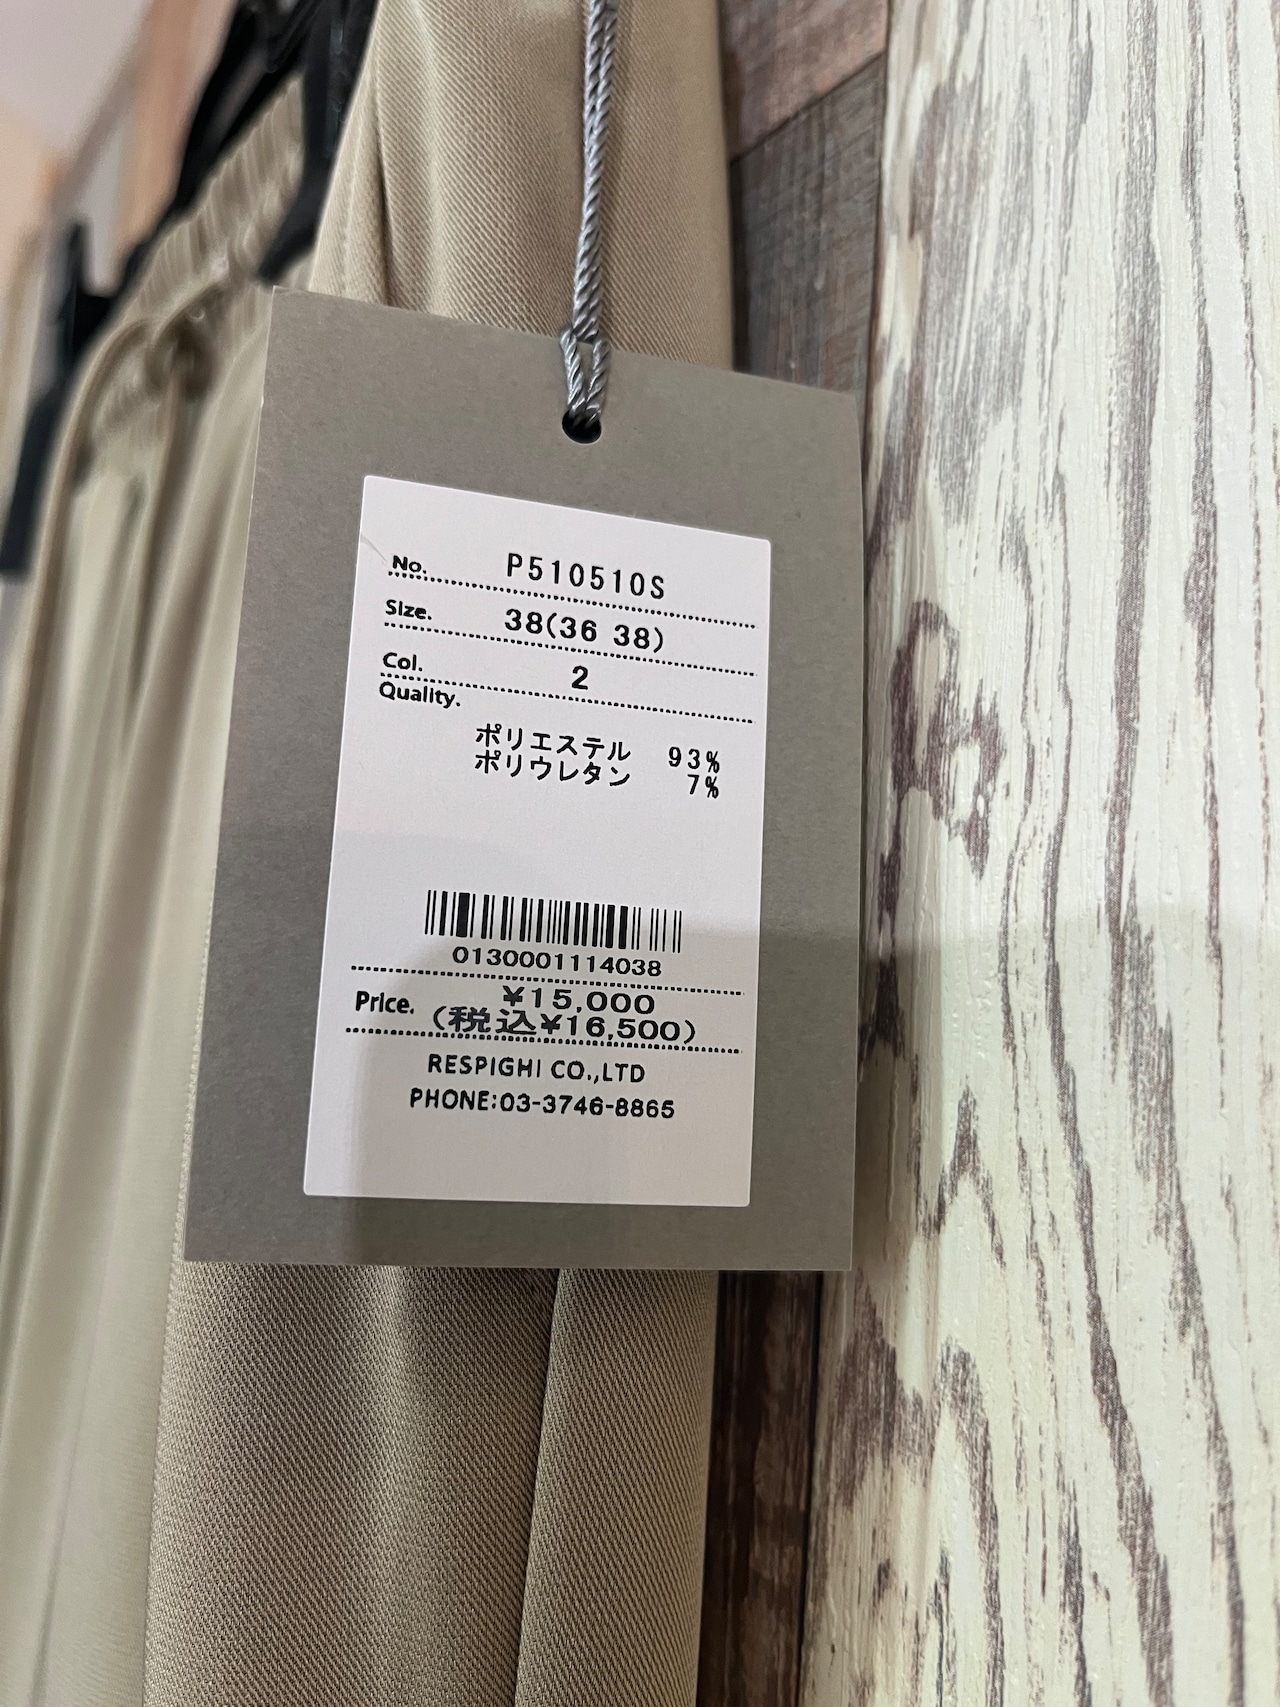 No. P510510S
Size. 38(36 38)
Col. 2
Quality.
ポリエステル 93%
ポリウレタン 7%
0130001114038
Price. ¥15,000
(税込¥16,500)
RESPIGHI CO.,LTD
PHONE:03-3746-8865